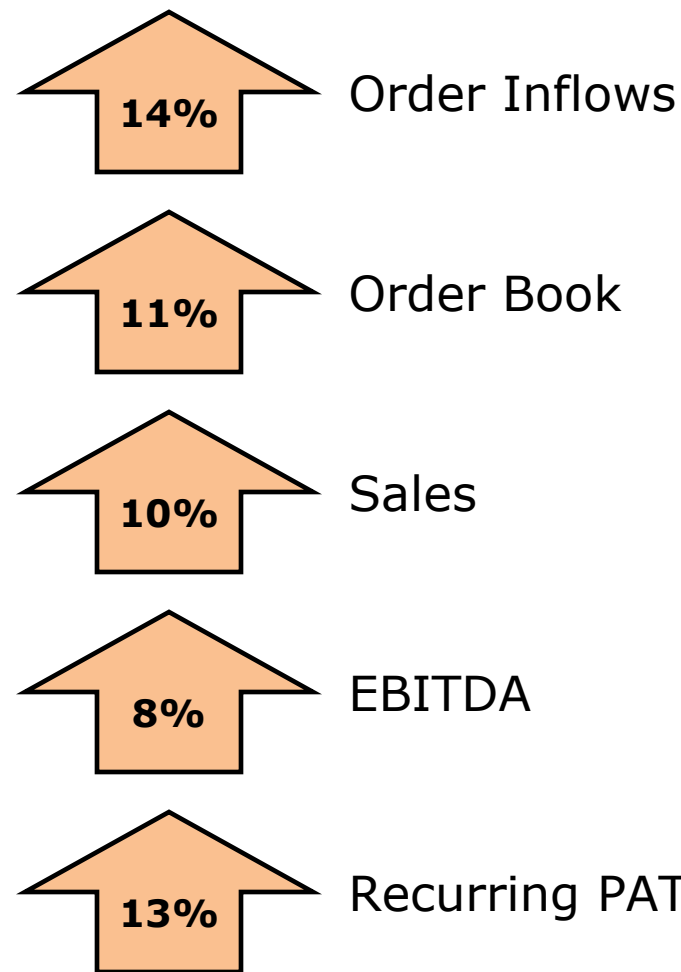 14% Order Inflows
11% Order Book
10% Sales
8% EBITDA
13% Recurring PAT